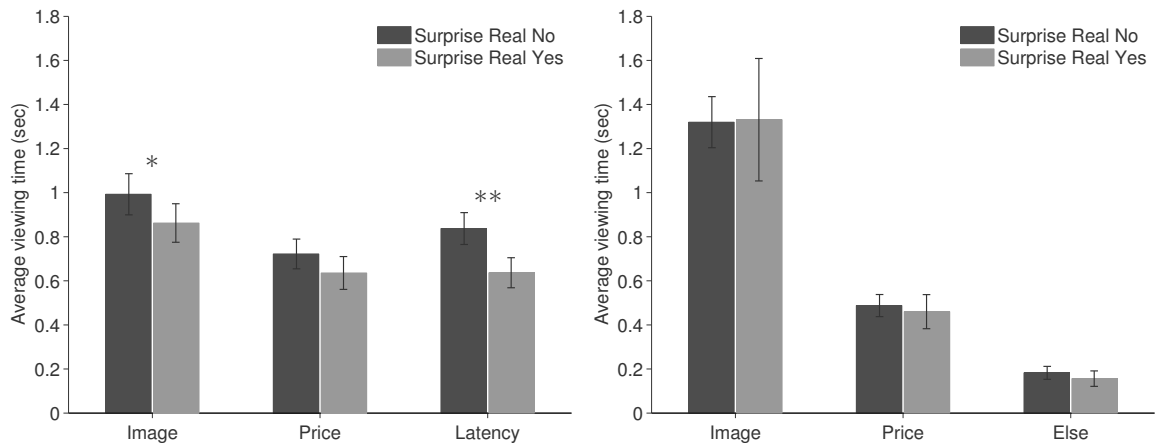 Average viewing time (sec)
1.8
1.6
1.4
1.2
1
0.8
0.6
0.4
0.2
0
Surprise Real No
Surprise Real Yes
*
**
Image Price Latency
Average viewing time (sec)
1.8
1.6
1.4
1.2
1
0.8
0.6
0.4
0.2
0
Surprise Real No
Surprise Real Yes
Image Price Else